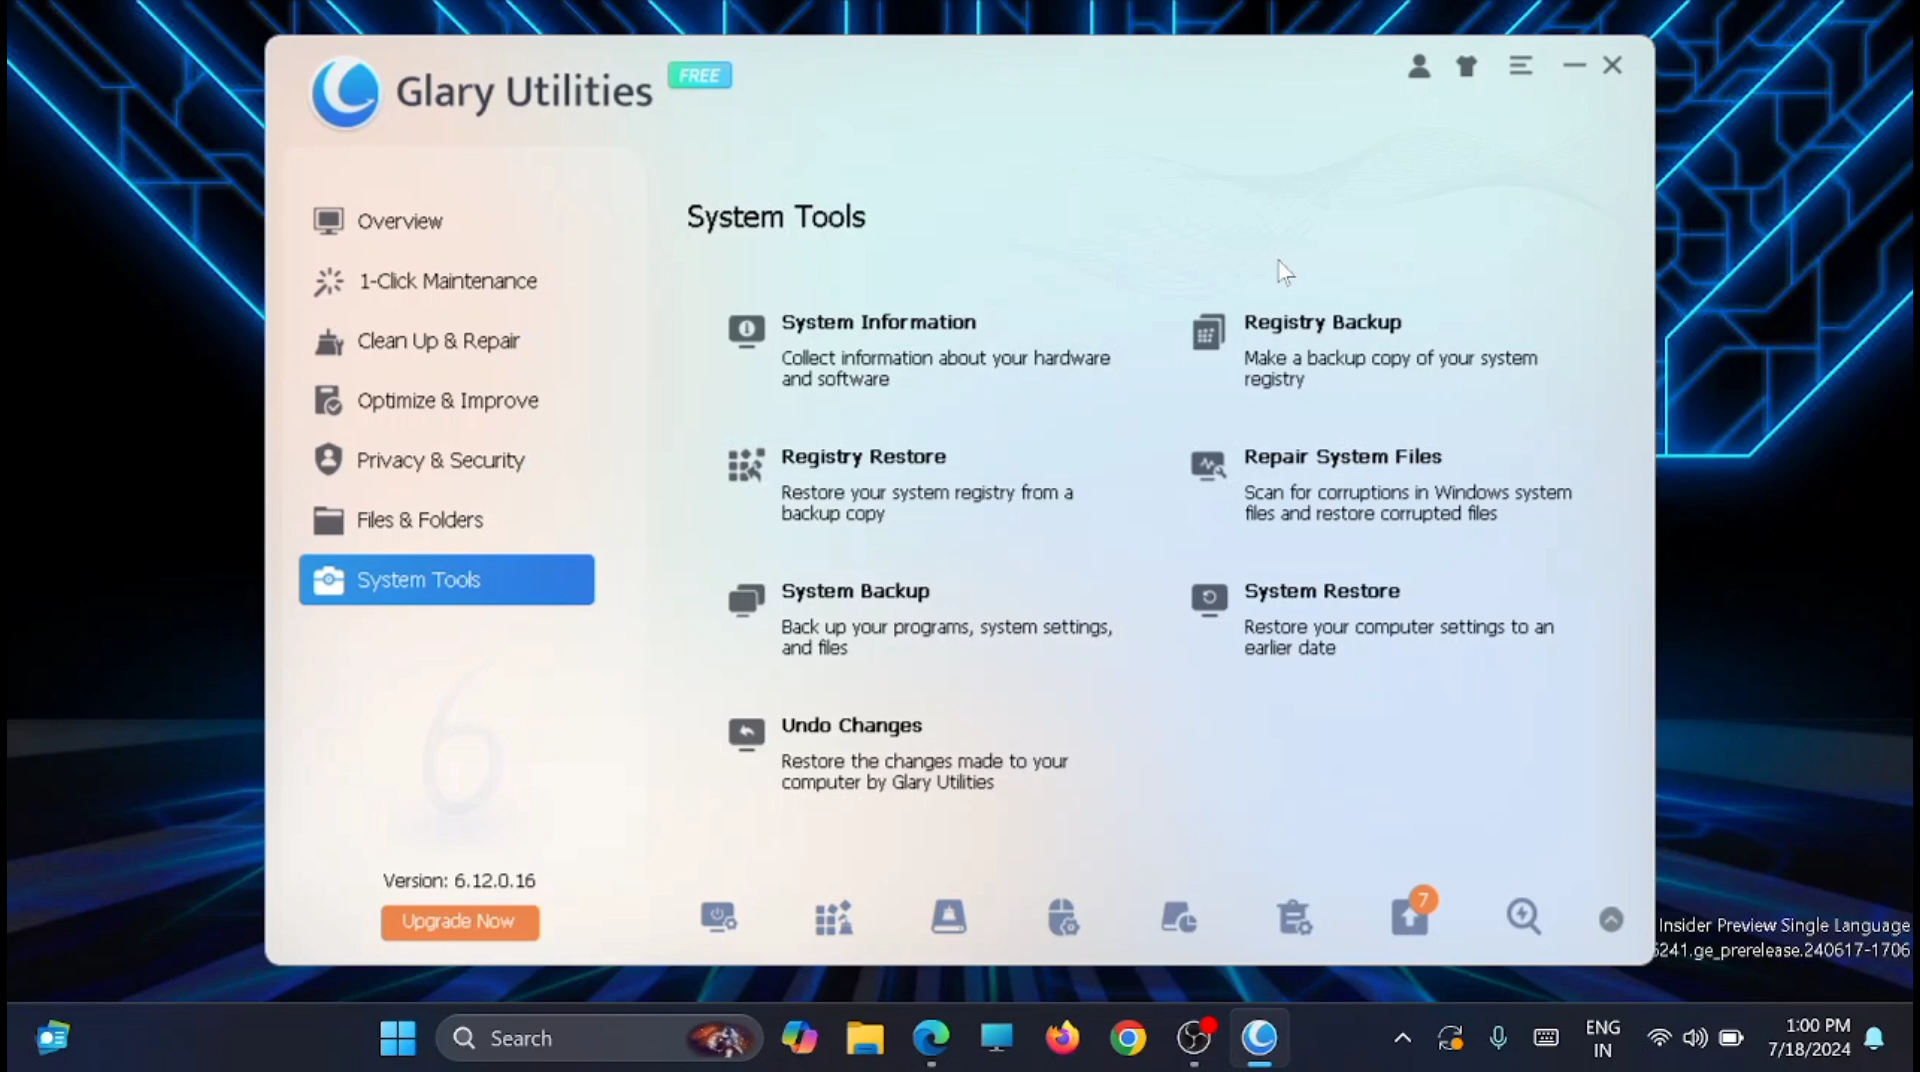 Glary Utilities FREE
Overview
1-Click Maintenance
Clean Up & Repair
Optimize & Improve
Privacy & Security
Files & Folders
System Tools
6
Version: 6.12.0.16
Upgrade Now
System Tools
System Information
Collect information about your hardware
and software
Registry Backup
Make a backup copy of your system
registry
Registry Restore
Restore your system registry from a
backup copy
Repair System Files
Scan for corruptions in Windows system
files and restore corrupted files
System Backup
Back up your programs, system settings,
and files
System Restore
Restore your computer settings to an
earlier date
Undo Changes
Restore the changes made to your
computer by Glary Utilities
7
Insider Preview Single Language
6241.ge_prerelease.240617-1706
Search
ENG
IN
1:00 PM
7/18/2024